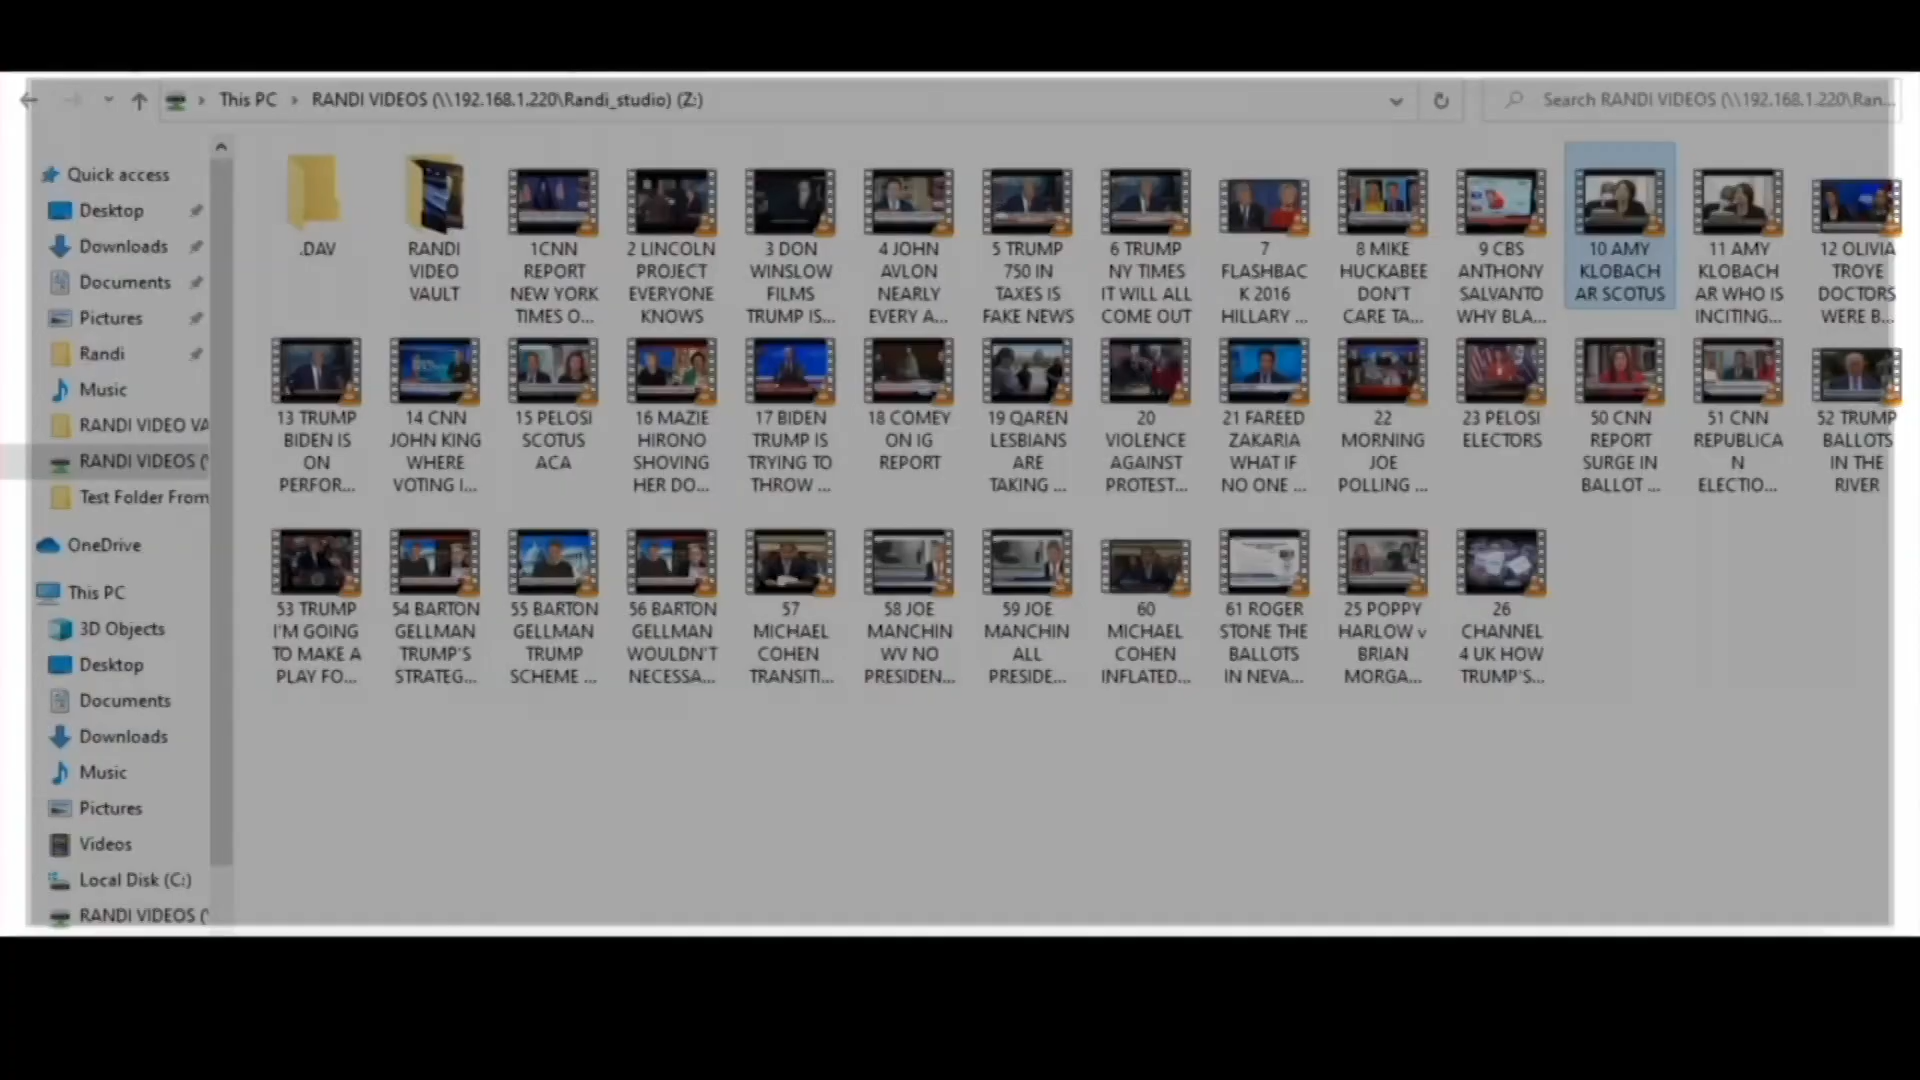 This PC > RANDI VIDEOS (\\192.168.1.220\Randi_studio) (Z:)
Search RANDI VIDEOS (\\192.168.1.220\Ran...
Quick access
Desktop
Downloads
Documents
Pictures
Randi
Music
RANDI VIDEO VA
RANDI VIDEOS (
Test Folder From
OneDrive
This PC
3D Objects
Desktop
Documents
Downloads
Music
Pictures
Videos
Local Disk (C:)
RANDI VIDEOS (
.DAV
RANDI
VIDEO
VAULT
1CNN
REPORT
NEW YORK
TIMES O...
2 LINCOLN
PROJECT
EVERYONE
KNOWS
3 DON
WINSLOW
FILMS
TRUMP IS...
4 JOHN
AVLON
NEARLY
EVERY A...
5 TRUMP
750 IN
TAXES IS
FAKE NEWS
6 TRUMP
NY TIMES
IT WILL ALL
COME OUT
7
FLASHBAC
K 2016
HILLARY ...
8 MIKE
HUCKABEE
DON'T
CARE TA...
9 CBS
ANTHONY
SALVANTO
WHY BLA...
10 AMY
KLOBACH
AR SCOTUS
11 AMY
KLOBACH
AR WHO IS
INCITING...
12 OLIVIA
TROYE
DOCTORS
WERE B...
13 TRUMP
BIDEN IS
ON
PERFOR...
14 CNN
JOHN KING
WHERE
VOTING I...
15 PELOSI
SCOTUS
ACA
16 MAZIE
HIRONO
SHOVING
HER DO...
17 BIDEN
TRUMP IS
TRYING TO
THROW ...
18 COMEY
ON IG
REPORT
19 QAREN
LESBIANS
ARE
TAKING ...
20
VIOLENCE
AGAINST
PROTEST...
21 FAREED
ZAKARIA
WHAT IF
NO ONE ...
22
MORNING
JOE
POLLING ...
23 PELOSI
ELECTORS
50 CNN
REPORT
SURGE IN
BALLOT ...
51 CNN
REPUBLICA
N
ELECTIO...
52 TRUMP
BALLOTS
IN THE
RIVER
53 TRUMP
I'M GOING
TO MAKE A
PLAY FO...
54 BARTON
GELLMAN
TRUMP'S
STRATEG...
55 BARTON
GELLMAN
TRUMP
SCHEME ...
56 BARTON
GELLMAN
WOULDN'T
NECESSA...
57
MICHAEL
COHEN
TRANSITI...
58 JOE
MANCHIN
WV NO
PRESIDEN...
59 JOE
MANCHIN
ALL
PRESIDE...
60
MICHAEL
COHEN
INFLATED...
61 ROGER
STONE THE
BALLOTS
IN NEVA...
25 POPPY
HARLOW v
BRIAN
MORGA...
26
CHANNEL
4 UK HOW
TRUMP'S...